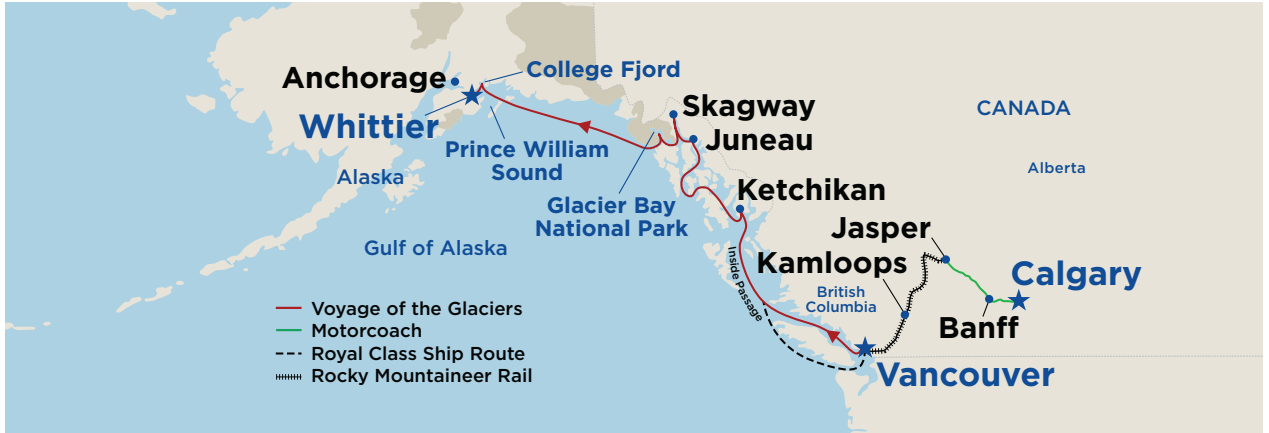 Anchorage
College Fjord
Whittier
Prince William
Sound
Alaska
Glacier Bay
National Park
Gulf of Alaska
Skagway
Juneau
Ketchikan
CANADA
Alberta
Inside Passage
Jasper
Kamloops
British
Columbia
Calgary
Banff
Vancouver
Voyage of the Glaciers
Motorcoach
Royal Class Ship Route
Rocky Mountaineer Rail